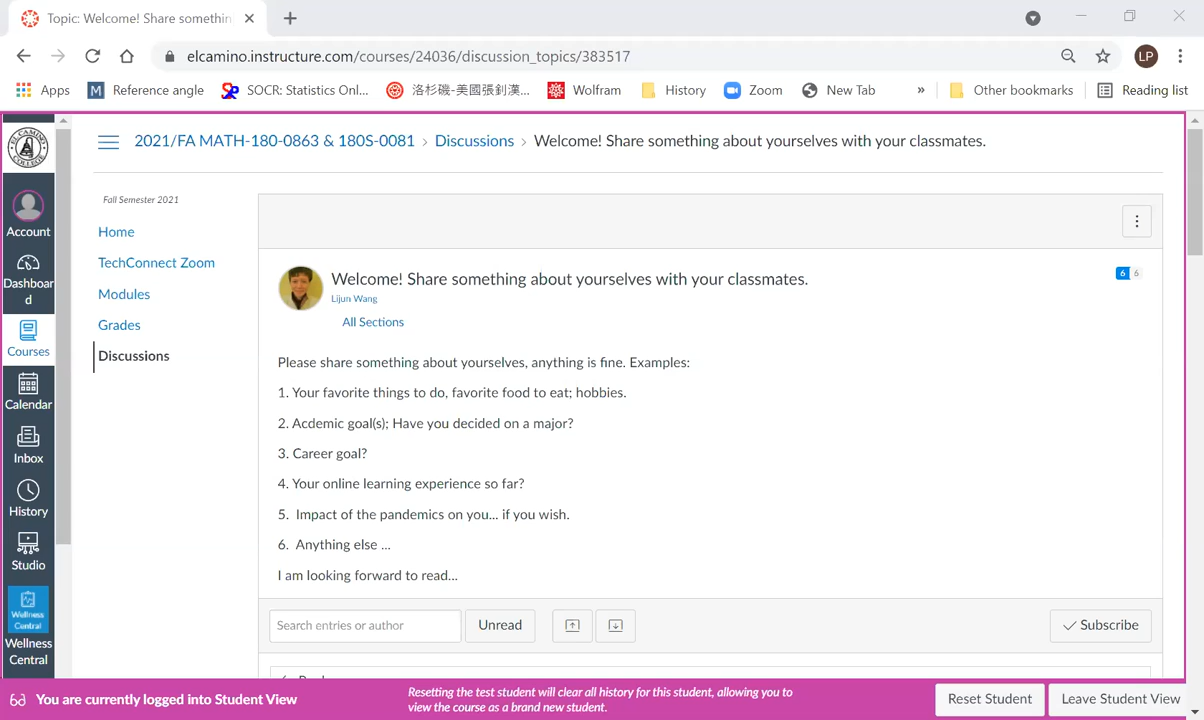 Topic: Welcome! Share somethin
elcamino.instructure.com/courses/24036/discussion_topics/383517
LP
Apps
M Reference angle
SOCR: Statistics Onl...
洛杉磯-美國張釗漢...
Wolfram
History
Zoom
New Tab
»
Other bookmarks
Reading list
2021/FA MATH-180-0863 & 180S-0081 › Discussions › Welcome! Share something about yourselves with your classmates.
EL CAMINO COLLEGE
Account
Dashboar
d
Courses
Calendar
Inbox
History
Studio
Wellness
Central
Wellness
Central
Fall Semester 2021
Home
TechConnect Zoom
Modules
Grades
Discussions
Welcome! Share something about yourselves with your classmates.
6 6
Lijun Wang
All Sections
Please share something about yourselves, anything is fine. Examples:
1. Your favorite things to do, favorite food to eat; hobbies.
2. Acdemic goal(s); Have you decided on a major?
3. Career goal?
4. Your online learning experience so far?
5. Impact of the pandemics on you... if you wish.
6. Anything else ...
I am looking forward to read...
Search entries or author
Unread
Subscribe
You are currently logged into Student View
Resetting the test student will clear all history for this student, allowing you to
view the course as a brand new student.
Reset Student
Leave Student View